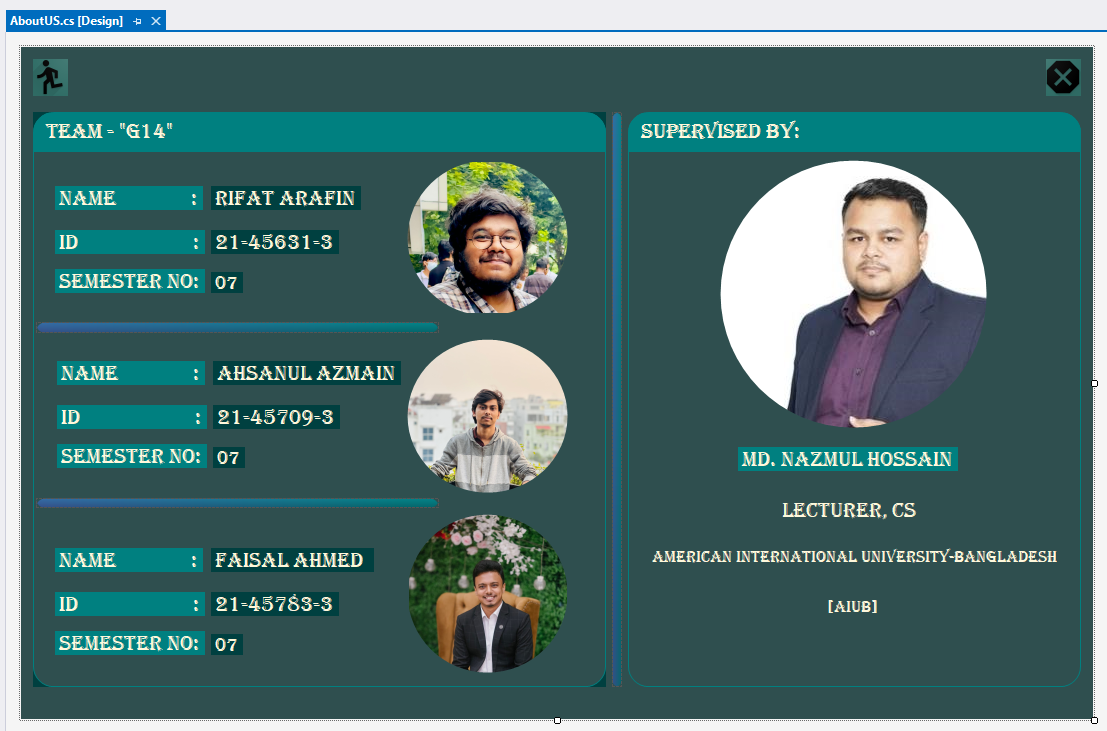 AboutUS.cs [Design]
TEAM - "G14"
NAME : RIFAT ARAFIN
ID : 21-45631-3
SEMESTER NO: 07
NAME : AHSANUL AZMAIN
ID : 21-45709-3
SEMESTER NO: 07
NAME : FAISAL AHMED
ID : 21-45783-3
SEMESTER NO: 07
SUPERVISED BY:
MD. NAZMUL HOSSAIN
LECTURER, CS
AMERICAN INTERNATIONAL UNIVERSITY-BANGLADESH
[AIUB]